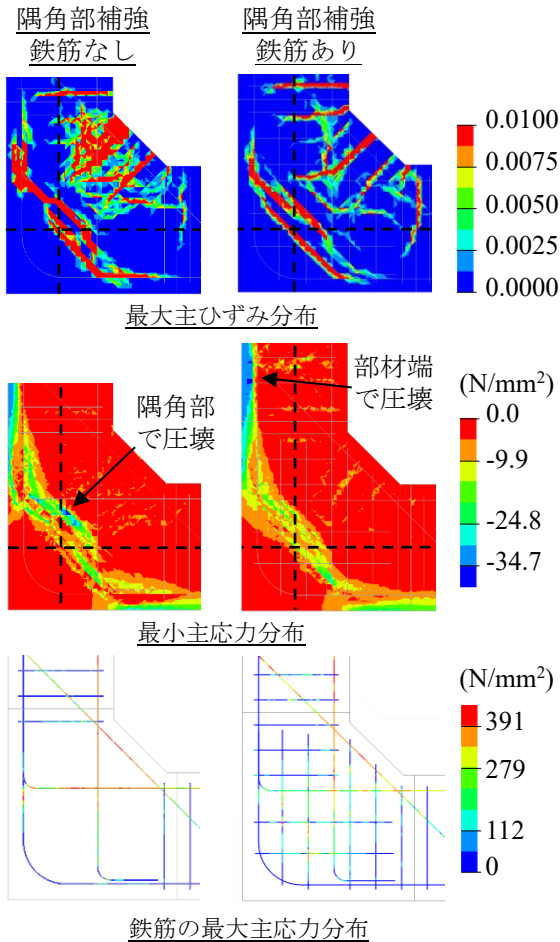 隅角部補強
鉄筋なし
隅角部補強
鉄筋あり
0.0100
0.0075
0.0050
0.0025
0.0000
最大主ひずみ分布
隅角部
で圧壊
部材端
で圧壊
(N/mm²)
0.0
-9.9
-24.8
-34.7
最小主応力分布
(N/mm²)
391
279
112
0
鉄筋の最大主応力分布